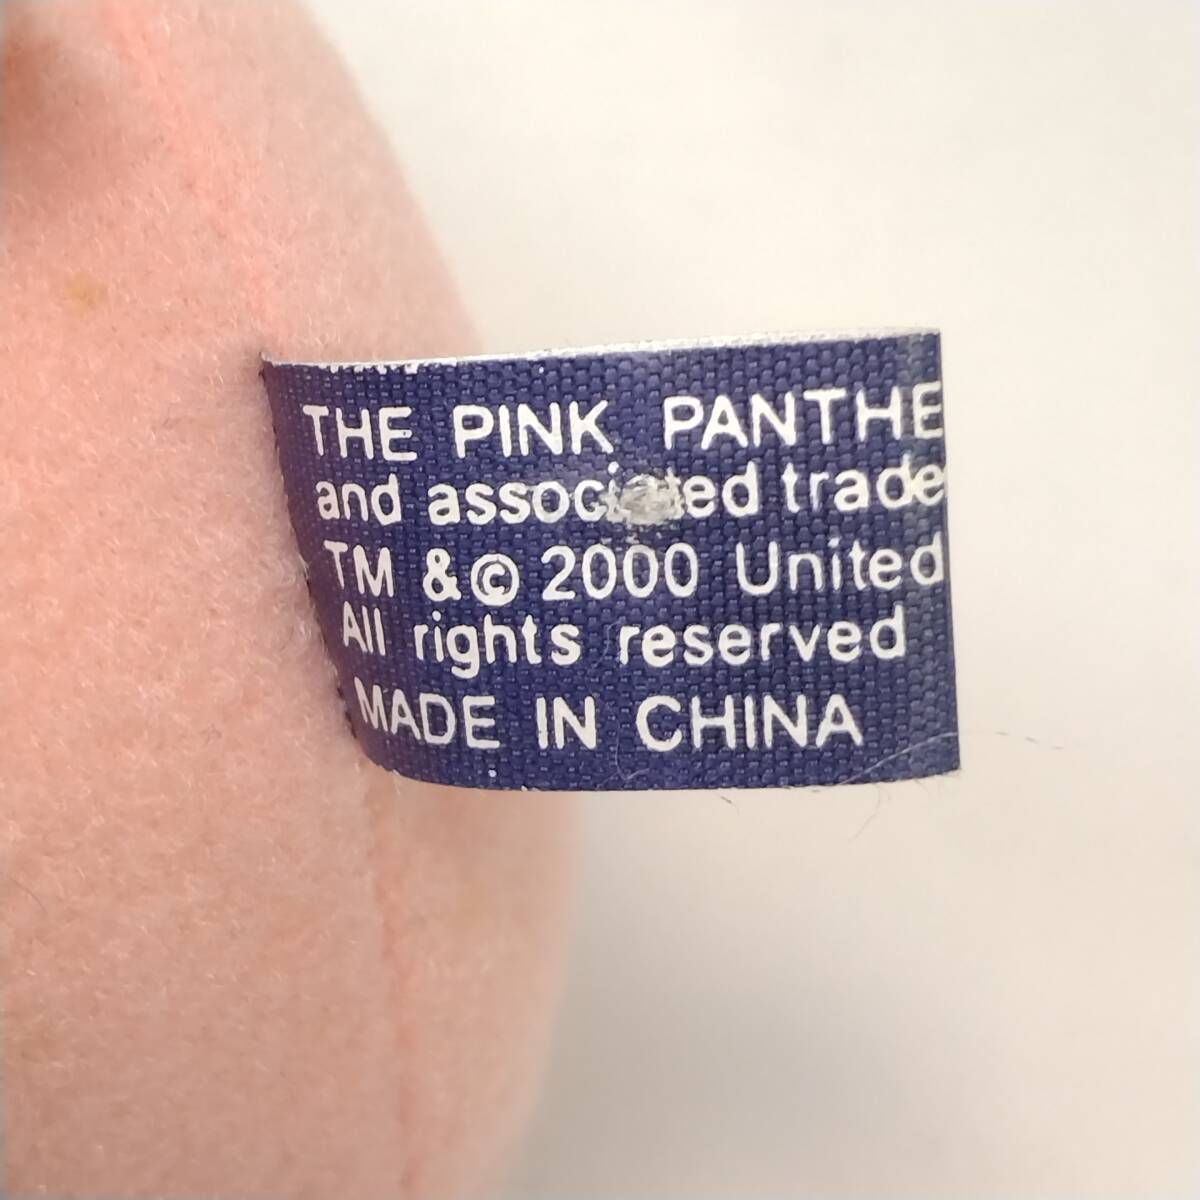 THE PINK PANTHE
and associated trade
TM & © 2000 United
All rights reserved
MADE IN CHINA